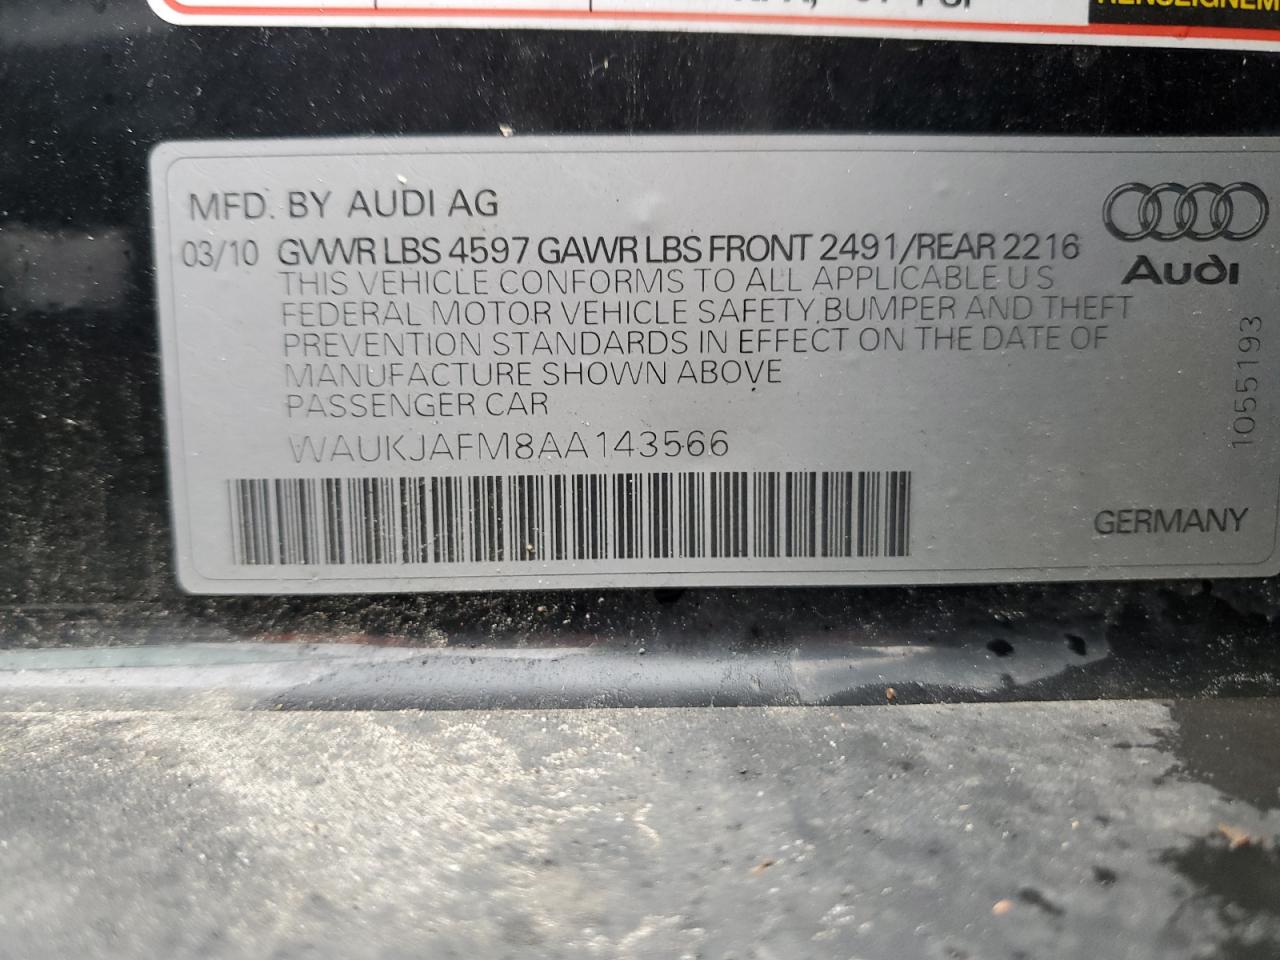 MFD. BY AUDI AG
03/10 GVWR LBS 4597 GAWR LBS FRONT 2491/REAR 2216
THIS VEHICLE CONFORMS TO ALL APPLICABLE U S
FEDERAL MOTOR VEHICLE SAFETY, BUMPER AND THEFT
PREVENTION STANDARDS IN EFFECT ON THE DATE OF
MANUFACTURE SHOWN ABOVE
PASSENGER CAR
WAUKJAFM8AA143566
Audi
1055193
GERMANY